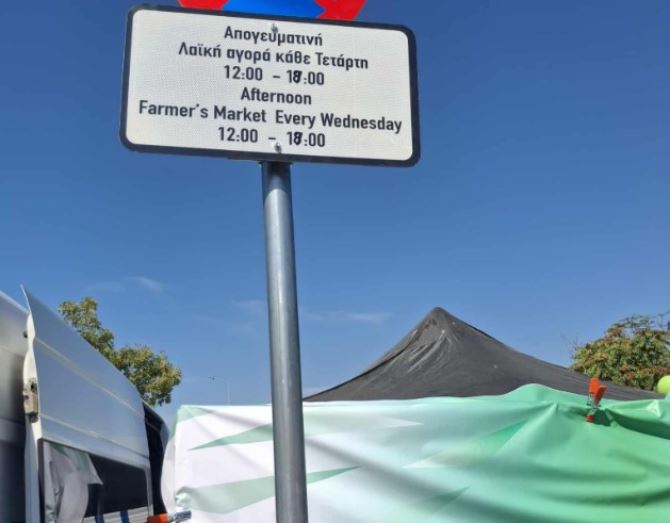 Απογευματινή
Λαϊκή αγορά κάθε Τετάρτη
12:00 - 18:00
Afternoon
Farmer's Market Every Wednesday
12:00 - 18:00